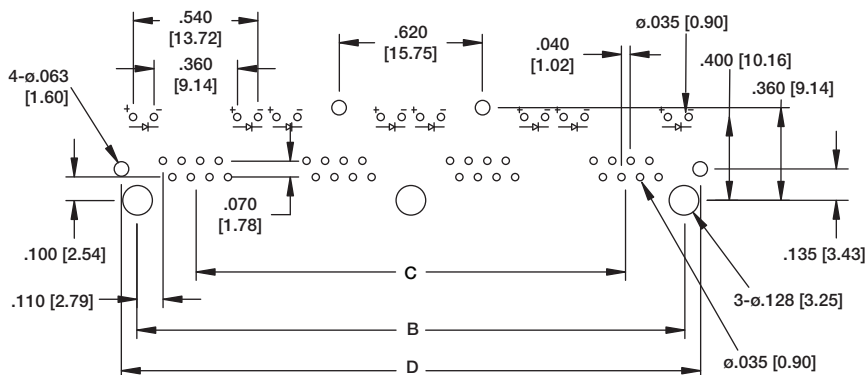 .540
[13.72]
.620
[15.75]
.040
[1.02]
ø.035 [0.90]
.360
[9.14]
.400 [10.16]
.360 [9.14]
4-ø.063
[1.60]
+ - + - + - + - + - + - + - + -
.070
[1.78]
.100 [2.54]
.135 [3.43]
C
.110 [2.79]
3-ø.128 [3.25]
B
ø.035 [0.90]
D